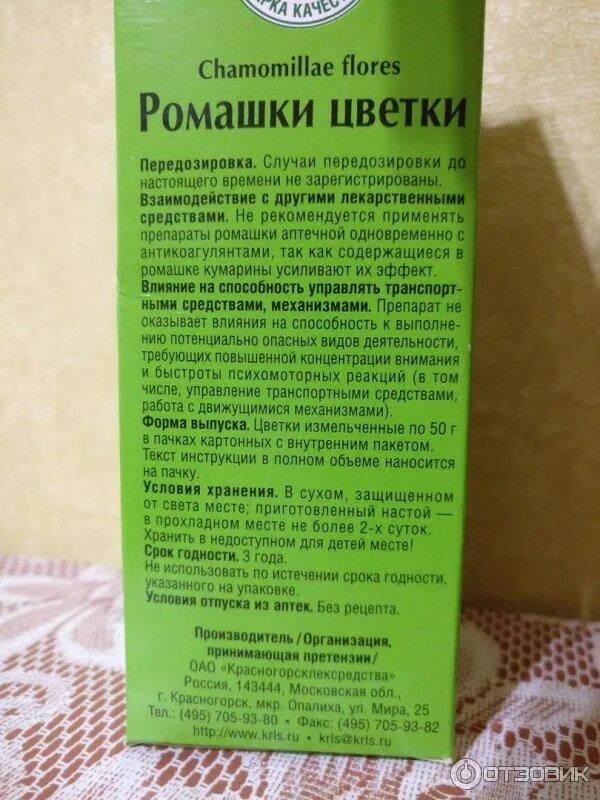 МАРКА КАЧЕСТВА
Chamomillae flores
Ромашки цветки
Передозировка. Случаи передозировки до
настоящего времени не зарегистрированы.
Взаимодействие с другими лекарственными
средствами. Не рекомендуется применять
препараты ромашки аптечной одновременно с
антикоагулянтами, так как содержащиеся в
ромашке кумарины усиливают их эффект.
Влияние на способность управлять транспорт-
ными средствами, механизмами. Препарат не
оказывает влияния на способность к выполне-
нию потенциально опасных видов деятельности,
требующих повышенной концентрации внимания
и быстроты психомоторных реакций (в том
числе, управление транспортными средствами,
работа с движущимися механизмами).
Форма выпуска. Цветки измельченные по 50 г
в пачках картонных с внутренним пакетом.
Текст инструкции в полном объеме наносится
на пачку.
Условия хранения. В сухом, защищенном
от света месте; приготовленный настой —
в прохладном месте не более 2-х суток.
Хранить в недоступном для детей месте!
Срок годности. 3 года.
Не использовать по истечении срока годности,
указанного на упаковке.
Условия отпуска из аптек. Без рецепта.
Производитель/Организация,
принимающая претензии/
ОАО «Красногорсклексредства»
Россия, 143444, Московская обл.,
г. Красногорск, мкр. Опалиха, ул. Мира, 25
Тел.: (495) 705-93-80 • Факс: (495) 705-93-82
http://www.krls.ru • krls@krls.ru
ОТЗОВИК